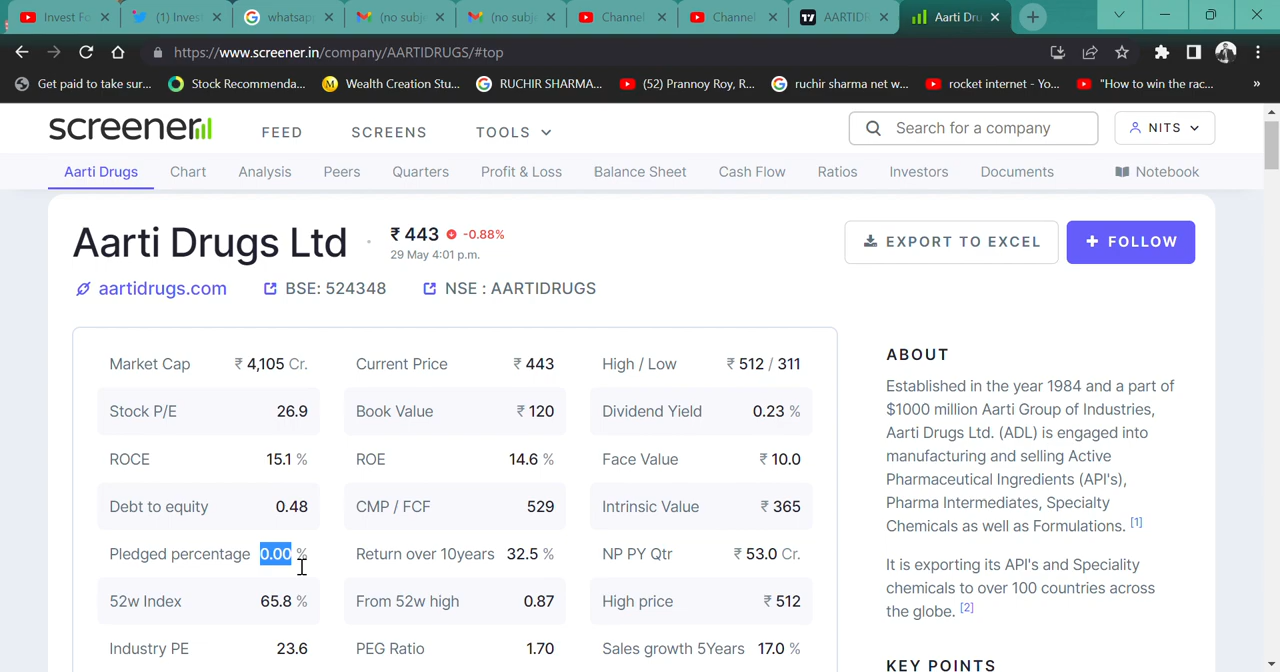 Invest Fo
(1) Invest
whatsapp
(no subje
(no subje
Channel
Channel
AARTIDR
Aarti Dru
https://www.screener.in/company/AARTIDRUGS/#top
Get paid to take sur...
Stock Recommenda...
Wealth Creation Stu...
RUCHIR SHARMA...
(52) Prannoy Roy, R...
ruchir sharma net w...
rocket internet - Yo...
"How to win the rac...
»
screener
FEED
SCREENS
TOOLS
Search for a company
NITS
Aarti Drugs
Chart
Analysis
Peers
Quarters
Profit & Loss
Balance Sheet
Cash Flow
Ratios
Investors
Documents
Notebook
Aarti Drugs Ltd
₹ 443 -0.88%
29 May 4:01 p.m.
EXPORT TO EXCEL
+ FOLLOW
aartidrugs.com
BSE: 524348
NSE : AARTIDRUGS
Market Cap ₹ 4,105 Cr.
Current Price ₹ 443
High / Low ₹ 512 / 311
Stock P/E 26.9
Book Value ₹ 120
Dividend Yield 0.23 %
ROCE 15.1 %
ROE 14.6 %
Face Value ₹ 10.0
Debt to equity 0.48
CMP / FCF 529
Intrinsic Value ₹ 365
Pledged percentage 0.00 %
Return over 10years 32.5 %
NP PY Qtr ₹ 53.0 Cr.
52w Index 65.8 %
From 52w high 0.87
High price ₹ 512
Industry PE 23.6
PEG Ratio 1.70
Sales growth 5Years 17.0 %
ABOUT
Established in the year 1984 and a part of
$1000 million Aarti Group of Industries,
Aarti Drugs Ltd. (ADL) is engaged into
manufacturing and selling Active
Pharmaceutical Ingredients (API's),
Pharma Intermediates, Specialty
Chemicals as well as Formulations. [1]
It is exporting its API's and Speciality
chemicals to over 100 countries across
the globe. [2]
KEY POINTS